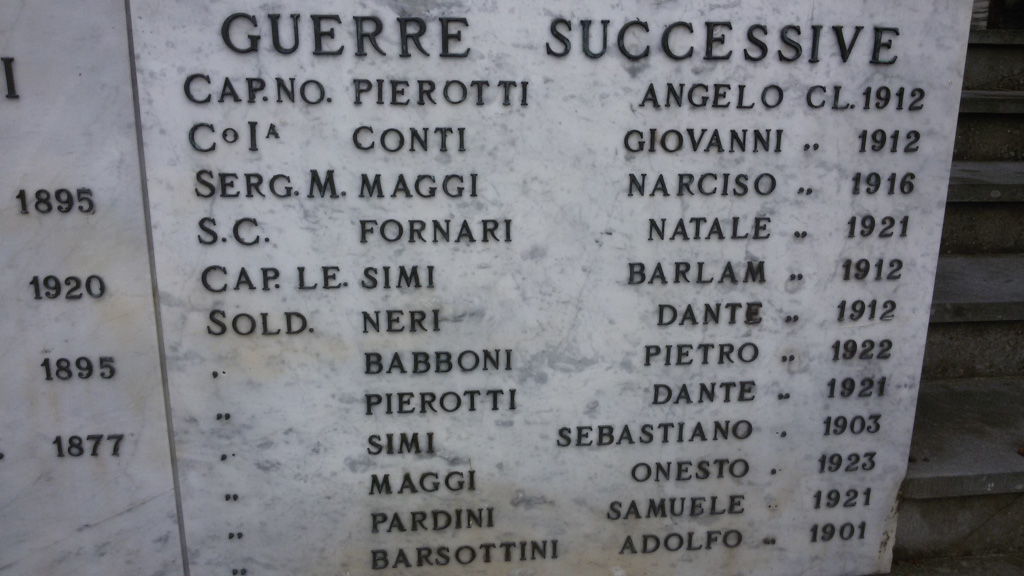 I
1895
1920
1895
1877
GUERRE SUCCESSIVE
CAP.NO. PIEROTTI ANGELO CL. 1912
Cº Iᴬ CONTI GIOVANNI „ 1912
SERG. M. MAGGI NARCISO „ 1916
S.C. FORNARI NATALE „ 1921
CAP. LE. SIMI BARLAM „ 1912
SOLD. NERI DANTE „ 1912
„ BABBONI PIETRO „ 1922
„ PIEROTTI DANTE „ 1921
„ SIMI SEBASTIANO . 1903
„ MAGGI ONESTO . 1923
„ PARDINI SAMUELE . 1921
„ BARSOTTINI ADOLFO „ 1901